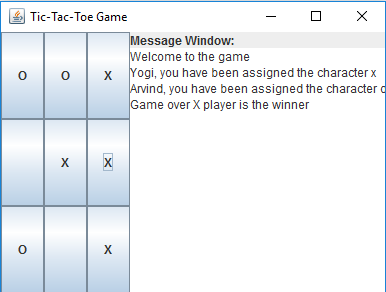 Tic-Tac-Toe Game
O O X
X X
O X
Message Window:
Welcome to the game
Yogi, you have been assigned the character x
Arvind, you have been assigned the character o
Game over X player is the winner